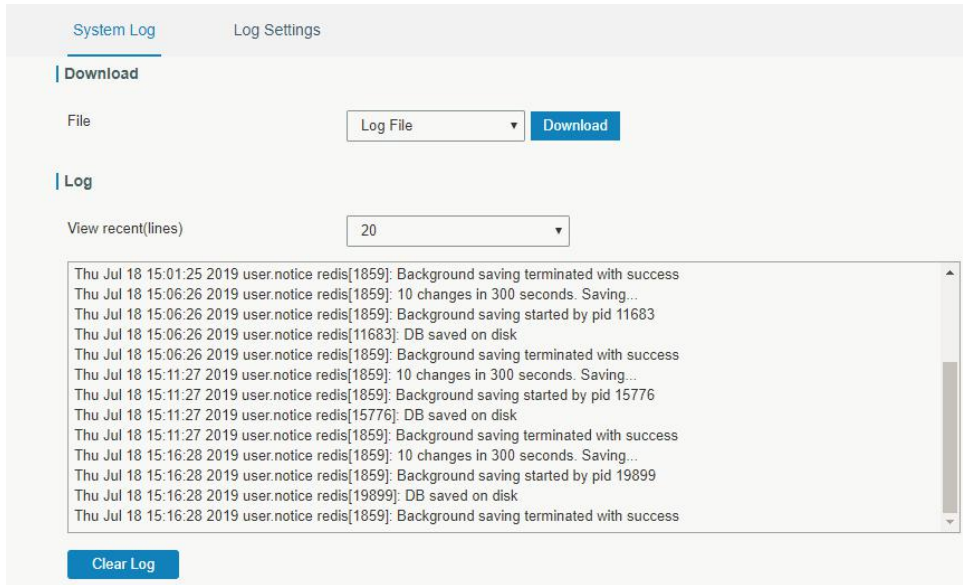 System Log Log Settings
Download
File Log File Download
Log
View recent(lines) 20
Thu Jul 18 15:01:25 2019 user.notice redis[1859]: Background saving terminated with success
Thu Jul 18 15:06:26 2019 user.notice redis[1859]: 10 changes in 300 seconds. Saving...
Thu Jul 18 15:06:26 2019 user.notice redis[1859]: Background saving started by pid 11683
Thu Jul 18 15:06:26 2019 user.notice redis[11683]: DB saved on disk
Thu Jul 18 15:06:26 2019 user.notice redis[1859]: Background saving terminated with success
Thu Jul 18 15:11:27 2019 user.notice redis[1859]: 10 changes in 300 seconds. Saving...
Thu Jul 18 15:11:27 2019 user.notice redis[1859]: Background saving started by pid 15776
Thu Jul 18 15:11:27 2019 user.notice redis[15776]: DB saved on disk
Thu Jul 18 15:11:27 2019 user.notice redis[1859]: Background saving terminated with success
Thu Jul 18 15:16:28 2019 user.notice redis[1859]: 10 changes in 300 seconds. Saving...
Thu Jul 18 15:16:28 2019 user.notice redis[1859]: Background saving started by pid 19899
Thu Jul 18 15:16:28 2019 user.notice redis[19899]: DB saved on disk
Thu Jul 18 15:16:28 2019 user.notice redis[1859]: Background saving terminated with success
Clear Log